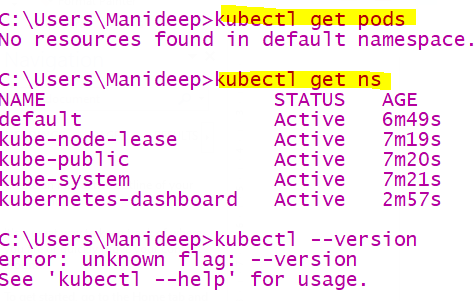 C:\Users\Manideep>kubectl get pods
No resources found in default namespace.
C:\Users\Manideep>kubectl get ns
NAME STATUS AGE
default Active 6m49s
kube-node-lease Active 7m19s
kube-public Active 7m20s
kube-system Active 7m21s
kubernetes-dashboard Active 2m57s
C:\Users\Manideep>kubectl --version
error: unknown flag: --version
See 'kubectl --help' for usage.